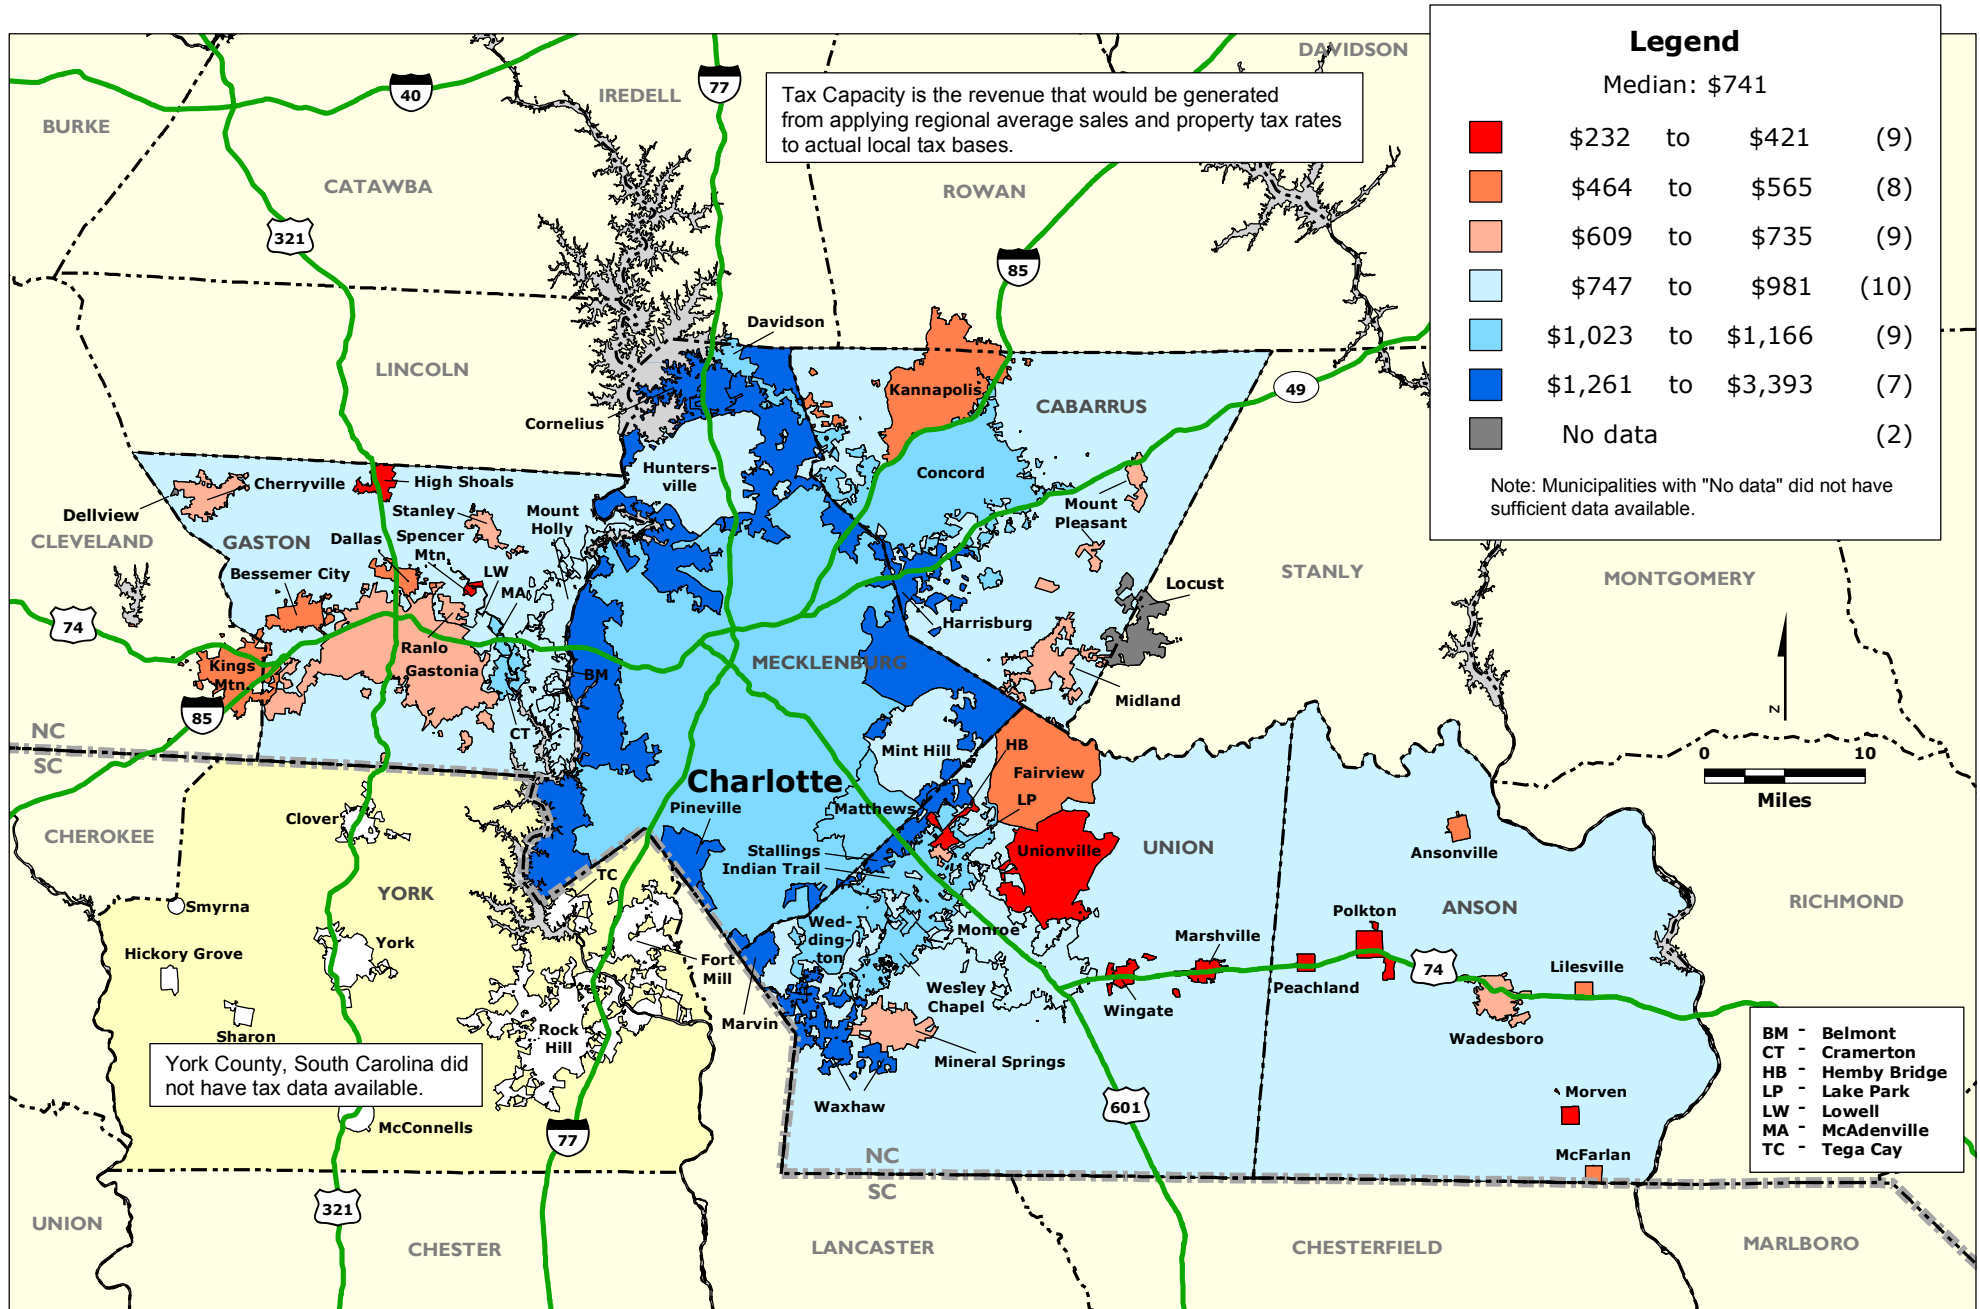 Legend
Median: $741
$232 to $421 (9)
$464 to $565 (8)
$609 to $735 (9)
$747 to $981 (10)
$1,023 to $1,166 (9)
$1,261 to $3,393 (7)
No data (2)
Note: Municipalities with "No data" did not have
sufficient data available.
Tax Capacity is the revenue that would be generated
from applying regional average sales and property tax rates
to actual local tax bases.
DAVIDSON
IREDELL
BURKE
40
77
CATAWBA
ROWAN
321
85
Davidson
LINCOLN
49
Kannapolis
CABARRUS
Cornelius
Concord
Hunters-
ville
Cherryville
High Shoals
Dellview
Stanley
Mount
Holly
Mount
Pleasant
CLEVELAND
GASTON
Dallas
Spencer
Mtn.
LW
Bessemer City
MA
Locust
STANLY
MONTGOMERY
74
Harrisburg
Ranlo
Gastonia
Kings
Mtn.
MECKLENBURG
BM
Midland
85
NC
SC
CT
N
HB
Mint Hill
Fairview
0 10
Miles
Charlotte
LP
Pineville
Matthews
Clover
CHEROKEE
Stallings
Indian Trail
Unionville
UNION
Ansonville
TC
YORK
RICHMOND
Smyrna
Polkton
ANSON
Wed-
ding-
ton
Monroe
Marshville
York
Hickory Grove
Fort
Mill
74
Lilesville
Wesley
Chapel
Peachland
Wingate
Marvin
Sharon
Rock
Hill
Wadesboro
Mineral Springs
York County, South Carolina did
not have tax data available.
BM - Belmont
CT - Cramerton
HB - Hemby Bridge
LP - Lake Park
LW - Lowell
MA - McAdenville
TC - Tega Cay
Morven
Waxhaw
601
McConnells
77
McFarlan
NC
SC
321
UNION
CHESTER
LANCASTER
CHESTERFIELD
MARLBORO